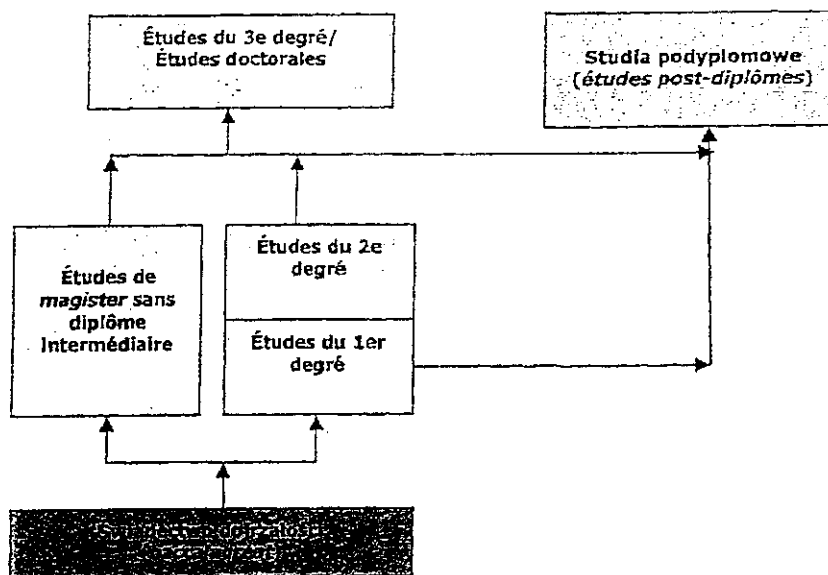 Études du 3e degré/
Études doctorales
Studia podyplomowe
(études post-diplômes)
Études de
magister sans
diplôme
Intermédiaire
Études du 2e
degré
Études du 1er
degré